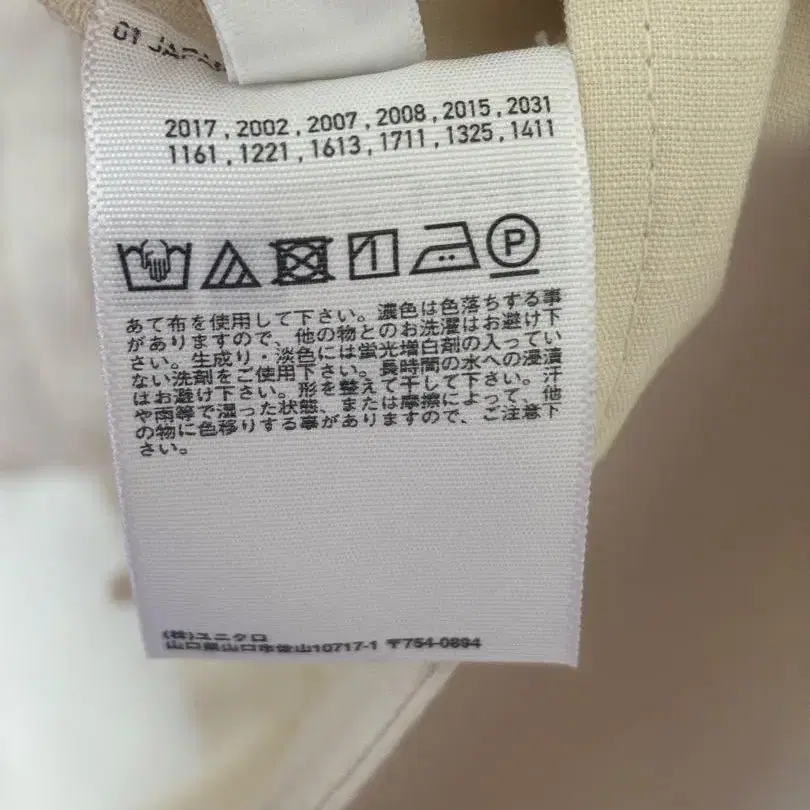 01 JAPAN
2017 , 2002 , 2007 , 2008 , 2015 , 2031
1161 , 1221 , 1613 , 1711 , 1325 , 1411
P
あて布を使用して下さい。濃色は色落ちする事
がありますので、他の物とのお洗濯はお避け下
さい。生成り・淡色には蛍光増白剤の入ってい
ない洗剤をご使用下さい。長時間の水への浸漬
はお避け下さい。形を整えて干して下さい。汗
や雨等で湿った状態、または摩擦によって、他
の物に色移りする事がありますので、ご注意下
さい。
(株)ユニクロ
山口県山口市佐山10717-1 〒754-0894